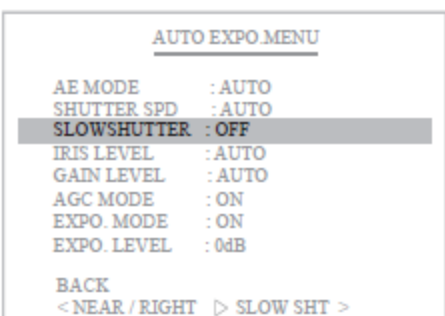 AUTO EXPO.MENU
AE MODE : AUTO
SHUTTER SPD : AUTO
SLOWSHUTTER : OFF
IRIS LEVEL : AUTO
GAIN LEVEL : AUTO
AGC MODE : ON
EXPO. MODE : ON
EXPO. LEVEL : 0dB
BACK
< NEAR / RIGHT ▷ SLOW SHT >